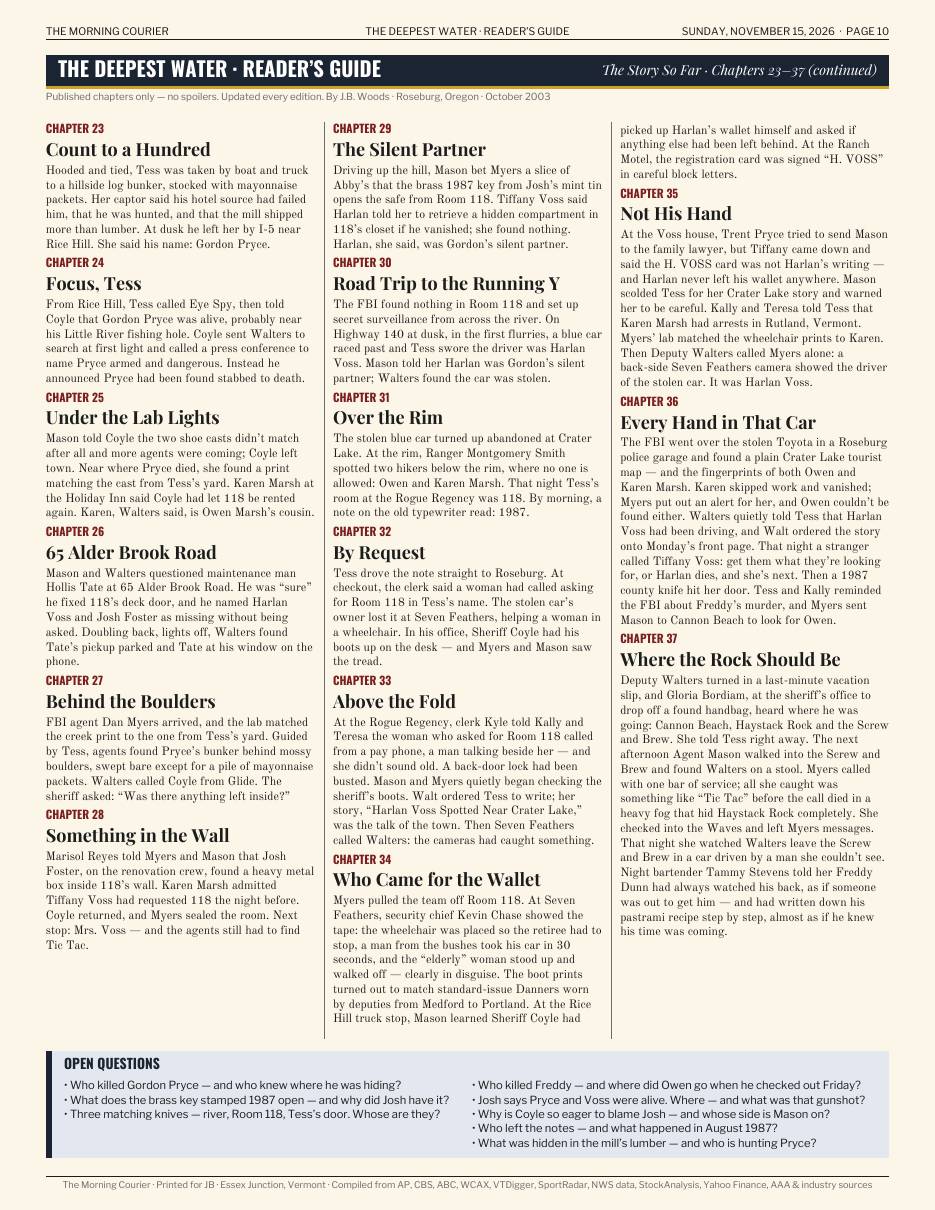 THE MORNING COURIER
THE DEEPEST WATER · READER’S GUIDE
SUNDAY, NOVEMBER 15, 2026 · PAGE 10
THE DEEPEST WATER · READER’S GUIDE
The Story So Far · Chapters 23–37 (continued)
Published chapters only — no spoilers. Updated every edition. By J.B. Woods · Roseburg, Oregon · October 2003
CHAPTER 23
Count to a Hundred
Hooded and tied, Tess was taken by boat and truck
to a hillside log bunker, stocked with mayonnaise
packets. Her captor said his hotel source had failed
him, that he was hunted, and that the mill shipped
more than lumber. At dusk he left her by I-5 near
Rice Hill. She said his name: Gordon Pryce.
CHAPTER 24
Focus, Tess
From Rice Hill, Tess called Eye Spy, then told
Coyle that Gordon Pryce was alive, probably near
his Little River fishing hole. Coyle sent Walters to
search at first light and called a press conference to
name Pryce armed and dangerous. Instead he
announced Pryce had been found stabbed to death.
CHAPTER 25
Under the Lab Lights
Mason told Coyle the two shoe casts didn’t match
after all and more agents were coming; Coyle left
town. Near where Pryce died, she found a print
matching the cast from Tess’s yard. Karen Marsh at
the Holiday Inn said Coyle had let 118 be rented
again. Karen, Walters said, is Owen Marsh’s cousin.
CHAPTER 26
65 Alder Brook Road
Mason and Walters questioned maintenance man
Hollis Tate at 65 Alder Brook Road. He was “sure”
he fixed 118’s deck door, and he named Harlan
Voss and Josh Foster as missing without being
asked. Doubling back, lights off, Walters found
Tate’s pickup parked and Tate at his window on the
phone.
CHAPTER 27
Behind the Boulders
FBI agent Dan Myers arrived, and the lab matched
the creek print to the one from Tess’s yard. Guided
by Tess, agents found Pryce’s bunker behind mossy
boulders, swept bare except for a pile of mayonnaise
packets. Walters called Coyle from Glide. The
sheriff asked: “Was there anything left inside?”
CHAPTER 28
Something in the Wall
Marisol Reyes told Myers and Mason that Josh
Foster, on the renovation crew, found a heavy metal
box inside 118’s wall. Karen Marsh admitted
Tiffany Voss had requested 118 the night before.
Coyle returned, and Myers sealed the room. Next
stop: Mrs. Voss — and the agents still had to find
Tic Tac.
CHAPTER 29
The Silent Partner
Driving up the hill, Mason bet Myers a slice of
Abby’s that the brass 1987 key from Josh’s mint tin
opens the safe from Room 118. Tiffany Voss said
Harlan told her to retrieve a hidden compartment in
118’s closet if he vanished; she found nothing.
Harlan, she said, was Gordon’s silent partner.
CHAPTER 30
Road Trip to the Running Y
The FBI found nothing in Room 118 and set up
secret surveillance from across the river. On
Highway 140 at dusk, in the first flurries, a blue car
raced past and Tess swore the driver was Harlan
Voss. Mason told her Harlan was Gordon’s silent
partner; Walters found the car was stolen.
CHAPTER 31
Over the Rim
The stolen blue car turned up abandoned at Crater
Lake. At the rim, Ranger Montgomery Smith
spotted two hikers below the rim, where no one is
allowed: Owen and Karen Marsh. That night Tess’s
room at the Rogue Regency was 118. By morning, a
note on the old typewriter read: 1987.
CHAPTER 32
By Request
Tess drove the note straight to Roseburg. At
checkout, the clerk said a woman had called asking
for Room 118 in Tess’s name. The stolen car’s
owner lost it at Seven Feathers, helping a woman in
a wheelchair. In his office, Sheriff Coyle had his
boots up on the desk — and Myers and Mason saw
the tread.
CHAPTER 33
Above the Fold
At the Rogue Regency, clerk Kyle told Kally and
Teresa the woman who asked for Room 118 called
from a pay phone, a man talking beside her — and
she didn’t sound old. A back-door lock had been
busted. Mason and Myers quietly began checking the
sheriff’s boots. Walt ordered Tess to write; her
story, “Harlan Voss Spotted Near Crater Lake,”
was the talk of the town. Then Seven Feathers
called Walters: the cameras had caught something.
CHAPTER 34
Who Came for the Wallet
Myers pulled the team off Room 118. At Seven
Feathers, security chief Kevin Chase showed the
tape: the wheelchair was placed so the retiree had to
stop, a man from the bushes took his car in 30
seconds, and the “elderly” woman stood up and
walked off — clearly in disguise. The boot prints
turned out to match standard-issue Danners worn
by deputies from Medford to Portland. At the Rice
Hill truck stop, Mason learned Sheriff Coyle had
picked up Harlan’s wallet himself and asked if
anything else had been left behind. At the Ranch
Motel, the registration card was signed “H. VOSS”
in careful block letters.
CHAPTER 35
Not His Hand
At the Voss house, Trent Pryce tried to send Mason
to the family lawyer, but Tiffany came down and
said the H. VOSS card was not Harlan’s writing —
and Harlan never left his wallet anywhere. Mason
scolded Tess for her Crater Lake story and warned
her to be careful. Kally and Teresa told Tess that
Karen Marsh had arrests in Rutland, Vermont.
Myers’ lab matched the wheelchair prints to Karen.
Then Deputy Walters called Myers alone: a
back-side Seven Feathers camera showed the driver
of the stolen car. It was Harlan Voss.
CHAPTER 36
Every Hand in That Car
The FBI went over the stolen Toyota in a Roseburg
police garage and found a plain Crater Lake tourist
map — and the fingerprints of both Owen and
Karen Marsh. Karen skipped work and vanished;
Myers put out an alert for her, and Owen couldn’t be
found either. Walters quietly told Tess that Harlan
Voss had been driving, and Walt ordered the story
onto Monday’s front page. That night a stranger
called Tiffany Voss: get them what they’re looking
for, or Harlan dies, and she’s next. Then a 1987
county knife hit her door. Tess and Kally reminded
the FBI about Freddy’s murder, and Myers sent
Mason to Cannon Beach to look for Owen.
CHAPTER 37
Where the Rock Should Be
Deputy Walters turned in a last-minute vacation
slip, and Gloria Bordiam, at the sheriff’s office to
drop off a found handbag, heard where he was
going: Cannon Beach, Haystack Rock and the Screw
and Brew. She told Tess right away. The next
afternoon Agent Mason walked into the Screw and
Brew and found Walters on a stool. Myers called
with one bar of service; all she caught was
something like “Tic Tac” before the call died in a
heavy fog that hid Haystack Rock completely. She
checked into the Waves and left Myers messages.
That night she watched Walters leave the Screw
and Brew in a car driven by a man she couldn’t see.
Night bartender Tammy Stevens told her Freddy
Dunn had always watched his back, as if someone
was out to get him — and had written down his
pastrami recipe step by step, almost as if he knew
his time was coming.
OPEN QUESTIONS
• Who killed Gordon Pryce — and who knew where he was hiding?
• What does the brass key stamped 1987 open — and why did Josh have it?
• Three matching knives — river, Room 118, Tess’s door. Whose are they?
• Who killed Freddy — and where did Owen go when he checked out Friday?
• Josh says Pryce and Voss were alive. Where — and what was that gunshot?
• Why is Coyle so eager to blame Josh — and whose side is Mason on?
• Who left the notes — and what happened in August 1987?
• What was hidden in the mill’s lumber — and who is hunting Pryce?
The Morning Courier · Printed for JB · Essex Junction, Vermont · Compiled from AP, CBS, ABC, WCAX, VTDigger, SportRadar, NWS data, StockAnalysis, Yahoo Finance, AAA & industry sources